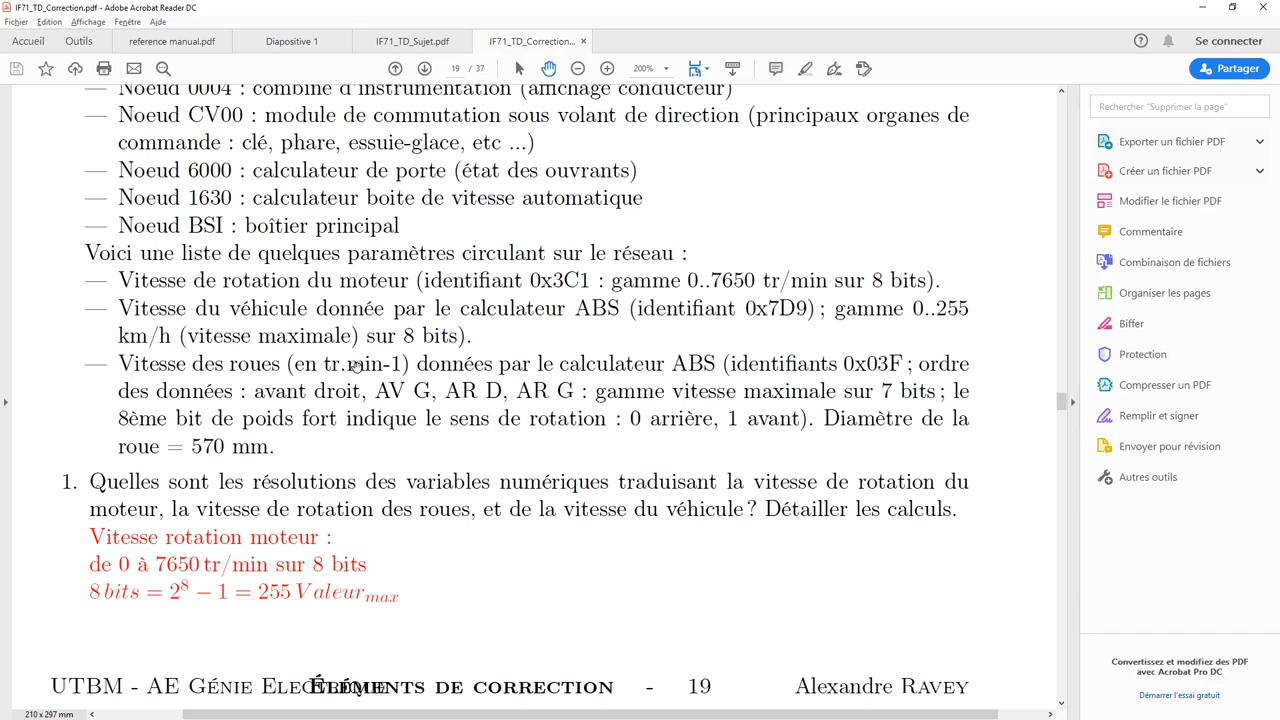 IF71_TD_Correction.pdf - Adobe Acrobat Reader DC
Fichier Edition Affichage Fenêtre Aide
Accueil Outils reference manual.pdf Diapositive 1 IF71_TD_Sujet.pdf IF71_TD_Correction... × Se connecter
19 / 37 200% Partager
— Noeud 0004 : combiné d'instrumentation (affichage conducteur)
— Noeud CV00 : module de commutation sous volant de direction (principaux organes de
commande : clé, phare, essuie-glace, etc ...)
— Noeud 6000 : calculateur de porte (état des ouvrants)
— Noeud 1630 : calculateur boite de vitesse automatique
— Noeud BSI : boîtier principal
Voici une liste de quelques paramètres circulant sur le réseau :
— Vitesse de rotation du moteur (identifiant 0x3C1 : gamme 0..7650 tr/min sur 8 bits).
— Vitesse du véhicule donnée par le calculateur ABS (identifiant 0x7D9) ; gamme 0..255
km/h (vitesse maximale) sur 8 bits).
— Vitesse des roues (en tr.min-1) données par le calculateur ABS (identifiants 0x03F ; ordre
des données : avant droit, AV G, AR D, AR G : gamme vitesse maximale sur 7 bits ; le
8ème bit de poids fort indique le sens de rotation : 0 arrière, 1 avant). Diamètre de la
roue = 570 mm.
1. Quelles sont les résolutions des variables numériques traduisant la vitesse de rotation du
moteur, la vitesse de rotation des roues, et de la vitesse du véhicule ? Détailler les calculs.
Vitesse rotation moteur :
de 0 à 7650 tr/min sur 8 bits
8 bits = 2⁸ − 1 = 255 Valeur_max
UTBM - AE Génie Elec ÉLÉMENTS DE CORRECTION - 19 Alexandre Ravey
210 x 297 mm
Rechercher "Supprimer la page"
Exporter un fichier PDF
Créer un fichier PDF
Modifier le fichier PDF
Commentaire
Combinaison de fichiers
Organiser les pages
Biffer
Protection
Compresser un PDF
Remplir et signer
Envoyer pour révision
Autres outils
Convertissez et modifiez des PDF
avec Acrobat Pro DC
Démarrer l'essai gratuit